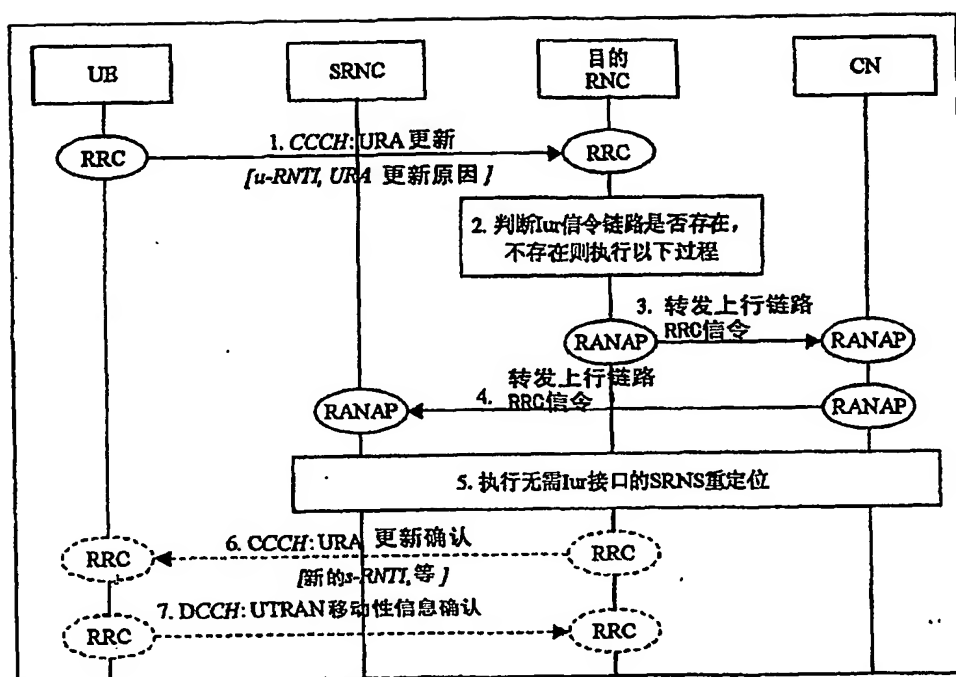 UE
SRNC
目的
RNC
CN
RRC
1. CCCH: URA 更新
RRC
[u-RNTI, URA 更新原因]
2. 判断Iur信令链路是否存在，
不存在则执行以下过程
3. 转发上行链路
RRC信令
RANAP
RANAP
转发上行链路
4. RRC信令
RANAP
RANAP
5. 执行无需Iur接口的SRNS重定位
6. CCCH: URA 更新确认
RRC
RRC
[新的s-RNTI, 等]
7. DCCH: UTRAN移动性信息确认
RRC
RRC